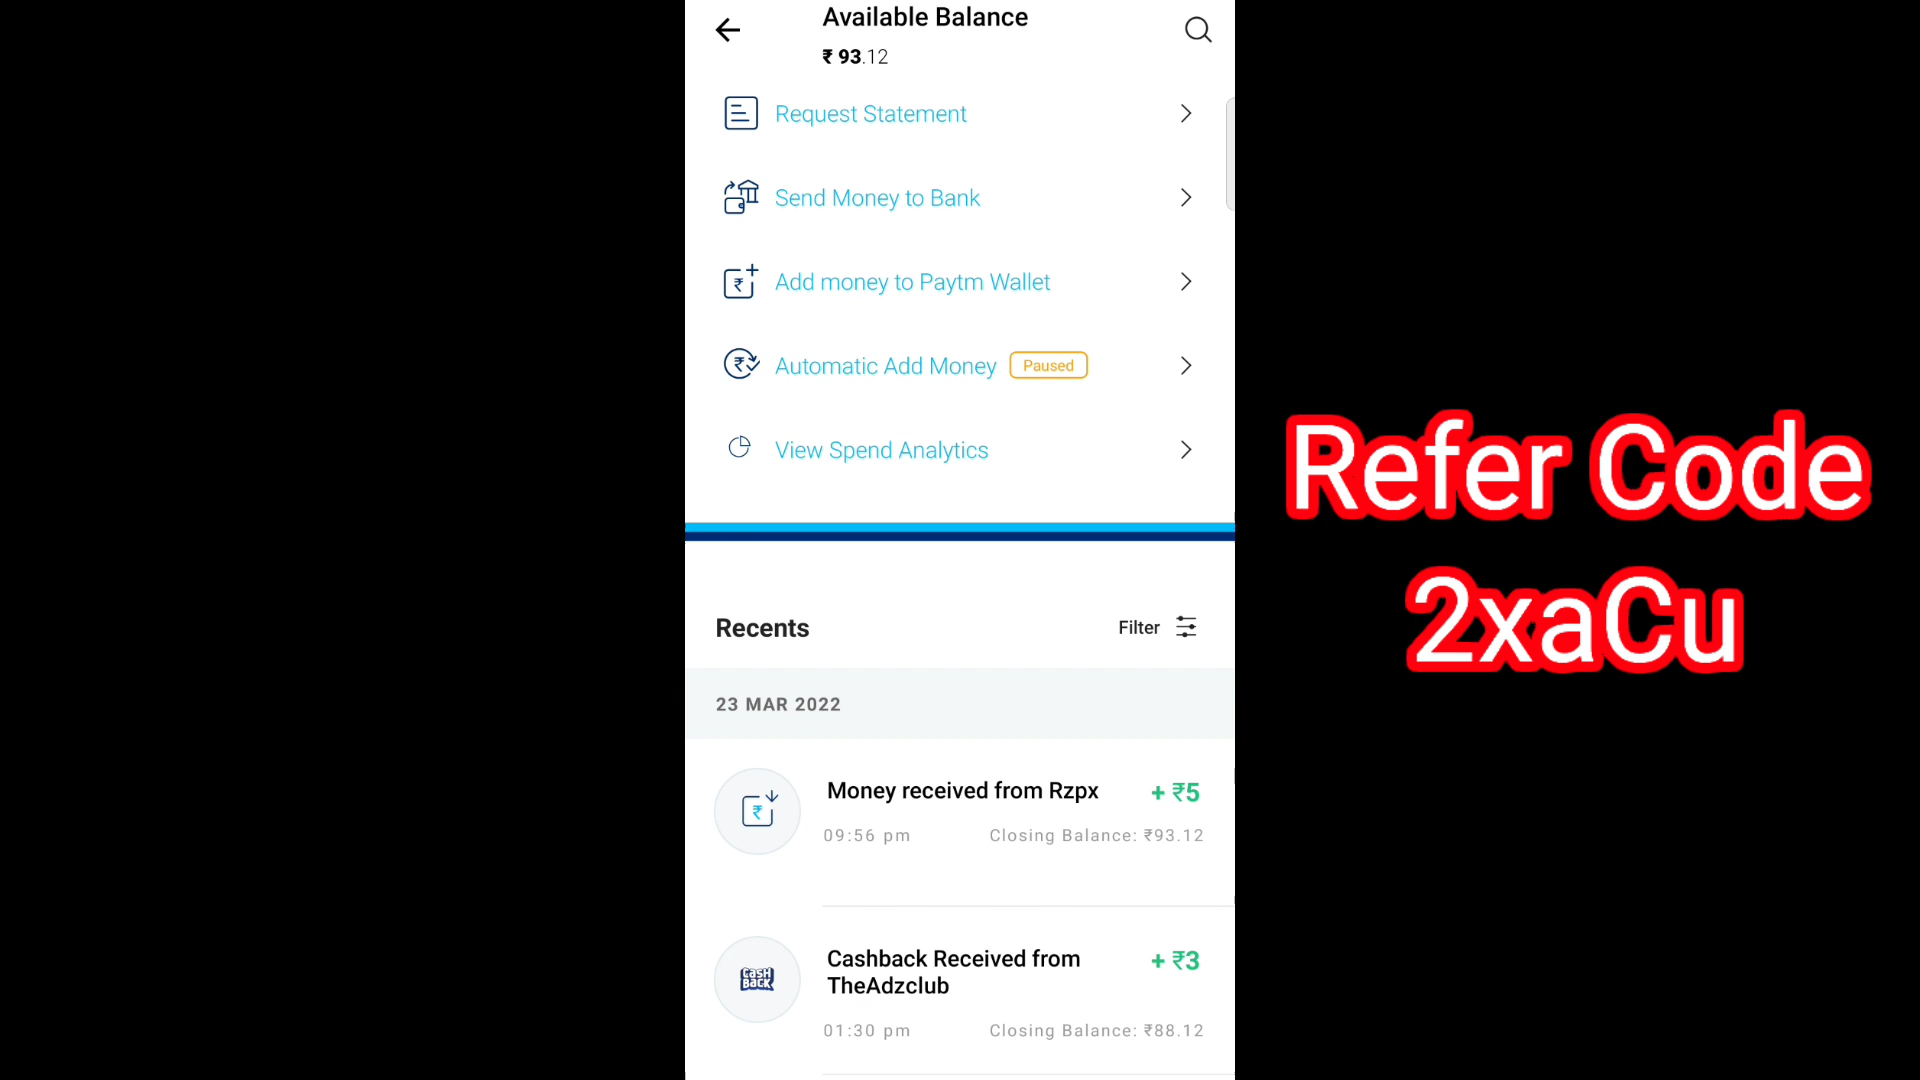 Available Balance
₹ 93.12
Request Statement
Send Money to Bank
Add money to Paytm Wallet
Automatic Add Money Paused
View Spend Analytics
Refer Code
2xaCu
Recents Filter
23 MAR 2022
Money received from Rzpx + ₹5
09:56 pm Closing Balance: ₹93.12
CASH
BACK
Cashback Received from + ₹3
TheAdzclub
01:30 pm Closing Balance: ₹88.12